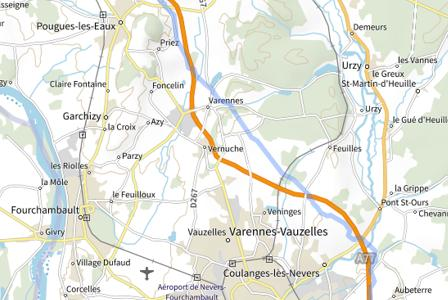 sseigne
Pougues-les-Eaux
Demeurs
Priez
les Vannes
Urzy
le Greux
St-Martin-d'Heuille
Claire Fontaine
Foncelin
Varennes
Urzy
Garchizy
Azy
le Gué d'Heuillon
la Croix
Vernuche
Feuilles
Parzy
les Riolles
la Môle
la Grippe
le Feuilloux
D267
Pont St-Ours
Fourchambault
Veninges
Chevann
Givry
Vauzelles
Varennes-Vauzelles
Village Dufaud
A77
Coulanges-lès-Nevers
Corcelles
Aéroport de Nevers-
Fourchambault
Aubeterre